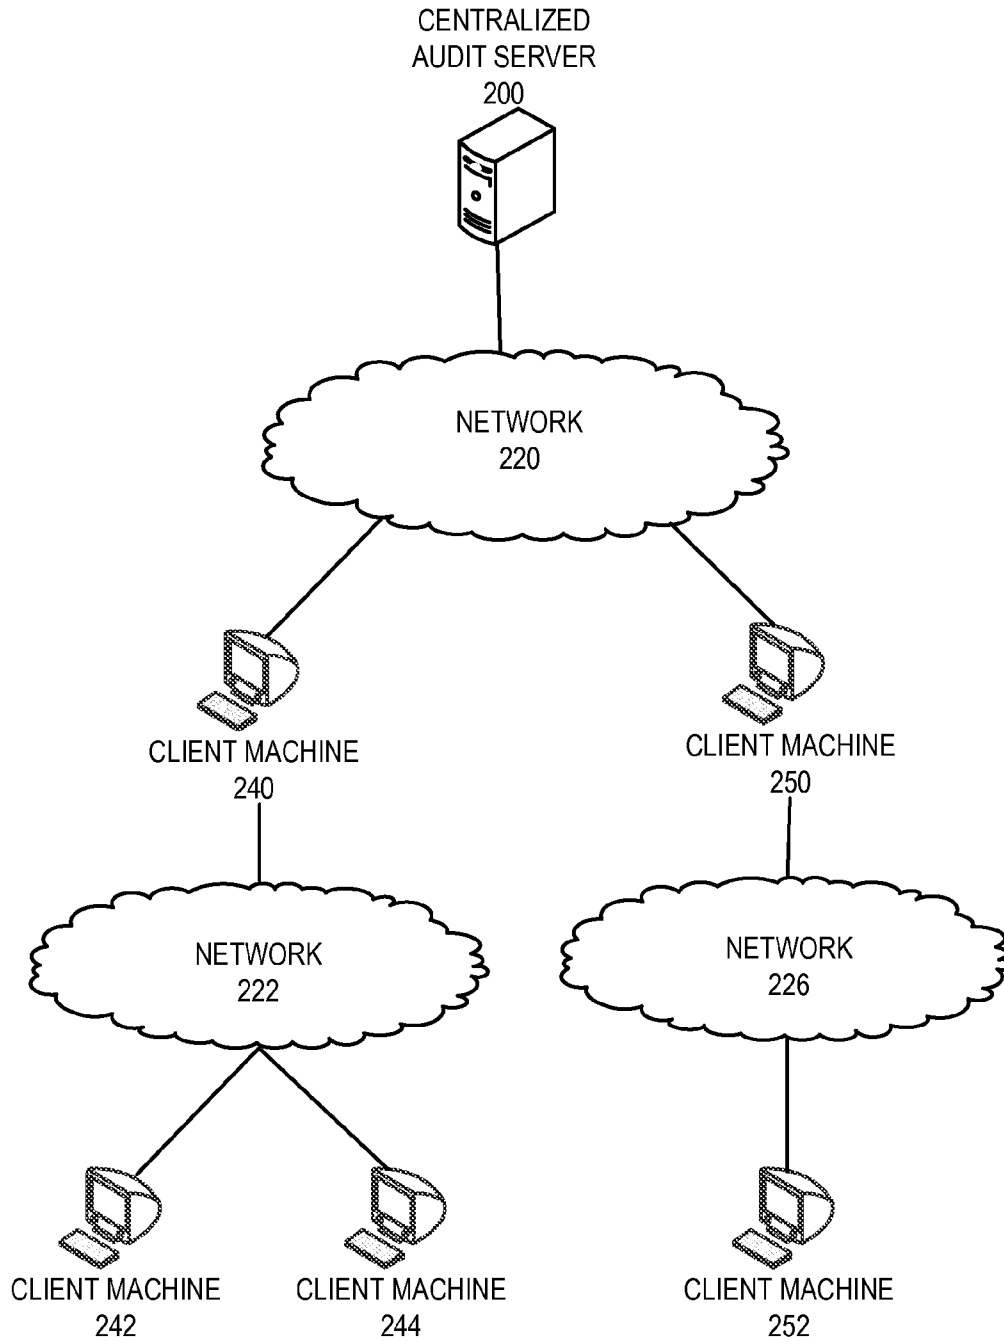 CENTRALIZED
AUDIT SERVER
200
NETWORK
220
CLIENT MACHINE
240
CLIENT MACHINE
250
NETWORK
222
NETWORK
226
CLIENT MACHINE
242
CLIENT MACHINE
244
CLIENT MACHINE
252